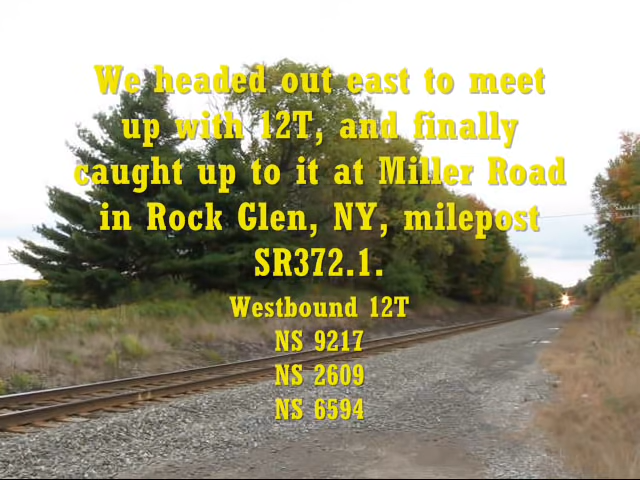 We headed out east to meet
up with 12T, and finally
caught up to it at Miller Road
in Rock Glen, NY, milepost
SR372.1.
Westbound 12T
NS 9217
NS 2609
NS 6594